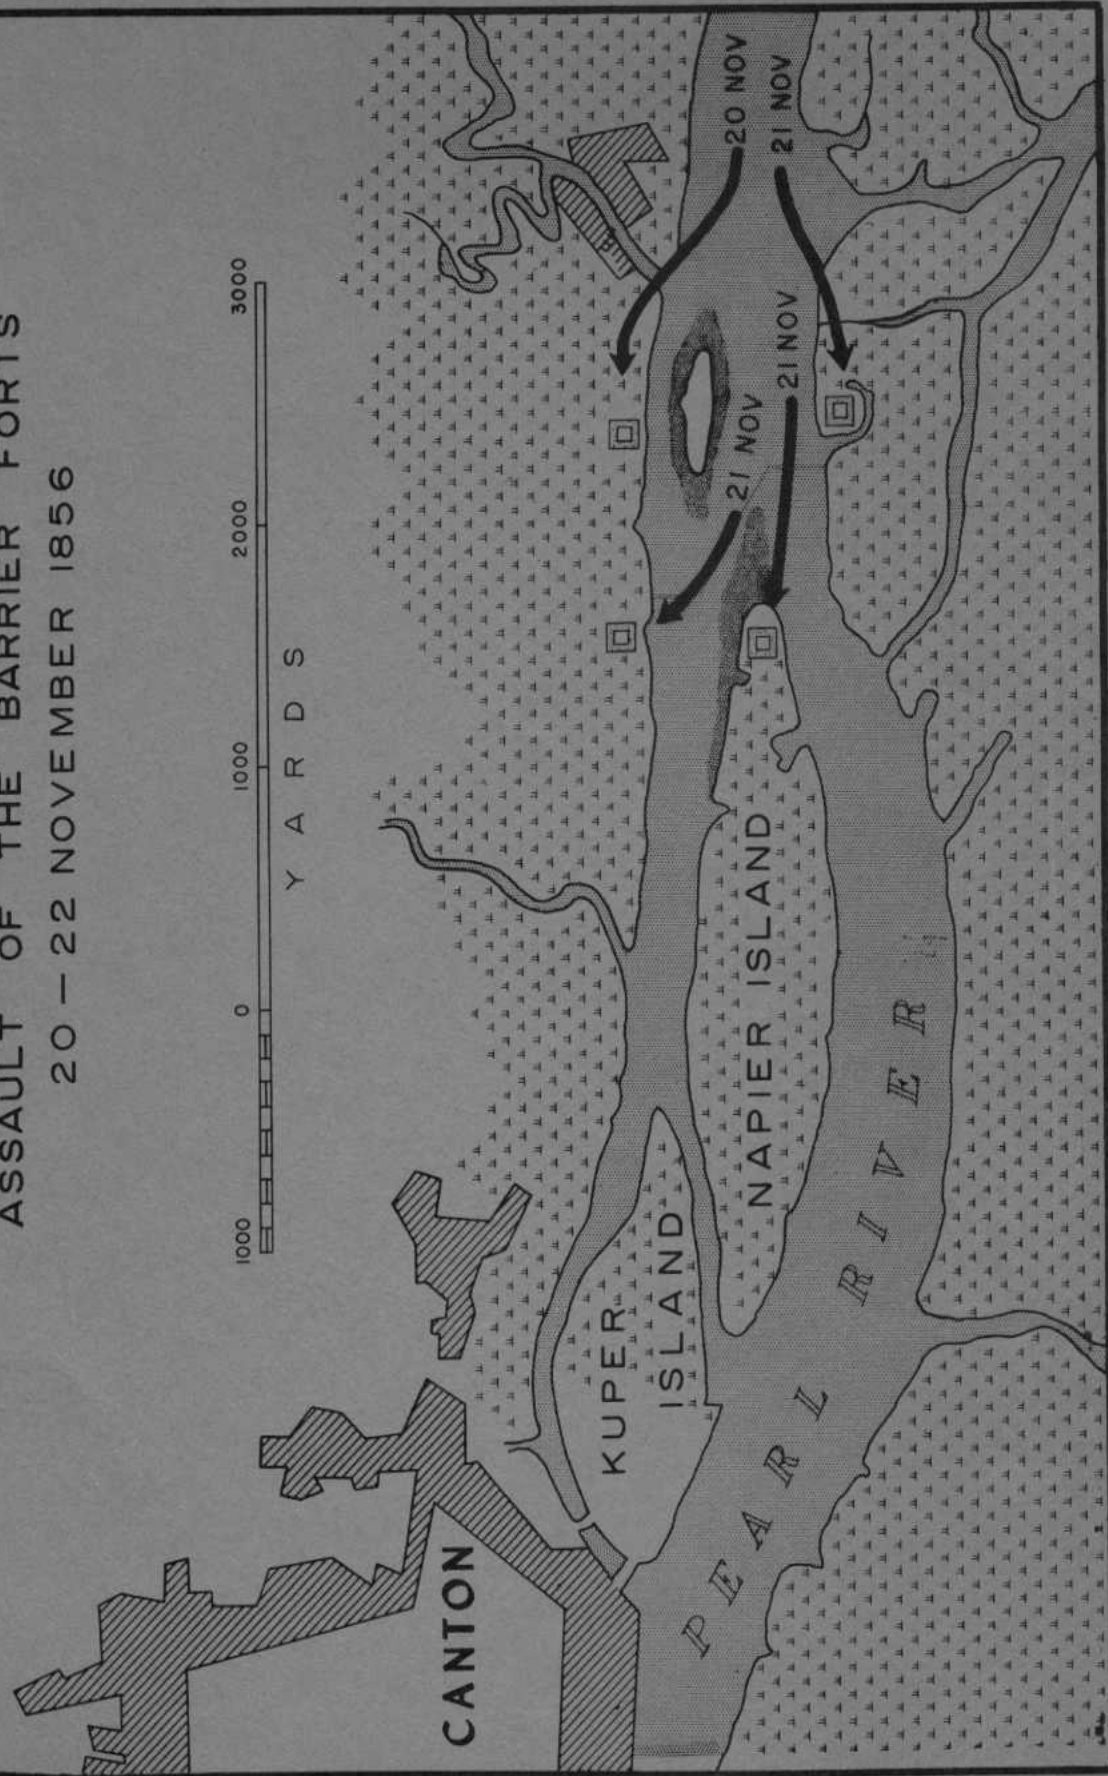 ASSAULT OF THE BARRIER FORTS
20-22 NOVEMBER 1856
1000 0 1000 2000 3000
YARDS
CANTON
KUPER
ISLAND
NAPIER ISLAND
PEARL RIVER
20 NOV
21 NOV
21 NOV
21 NOV